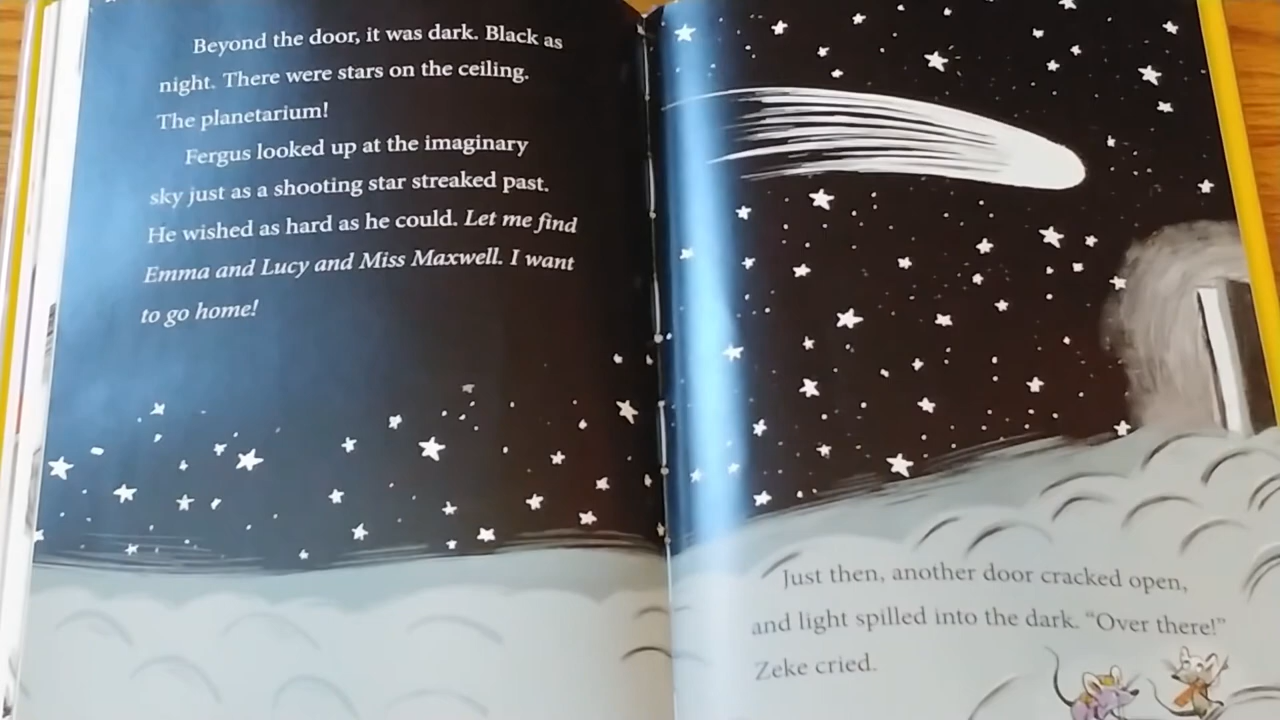 Beyond the door, it was dark. Black as
night. There were stars on the ceiling.
The planetarium!
Fergus looked up at the imaginary
sky just as a shooting star streaked past.
He wished as hard as he could. Let me find
Emma and Lucy and Miss Maxwell. I want
to go home!
Just then, another door cracked open,
and light spilled into the dark. “Over there!”
Zeke cried.